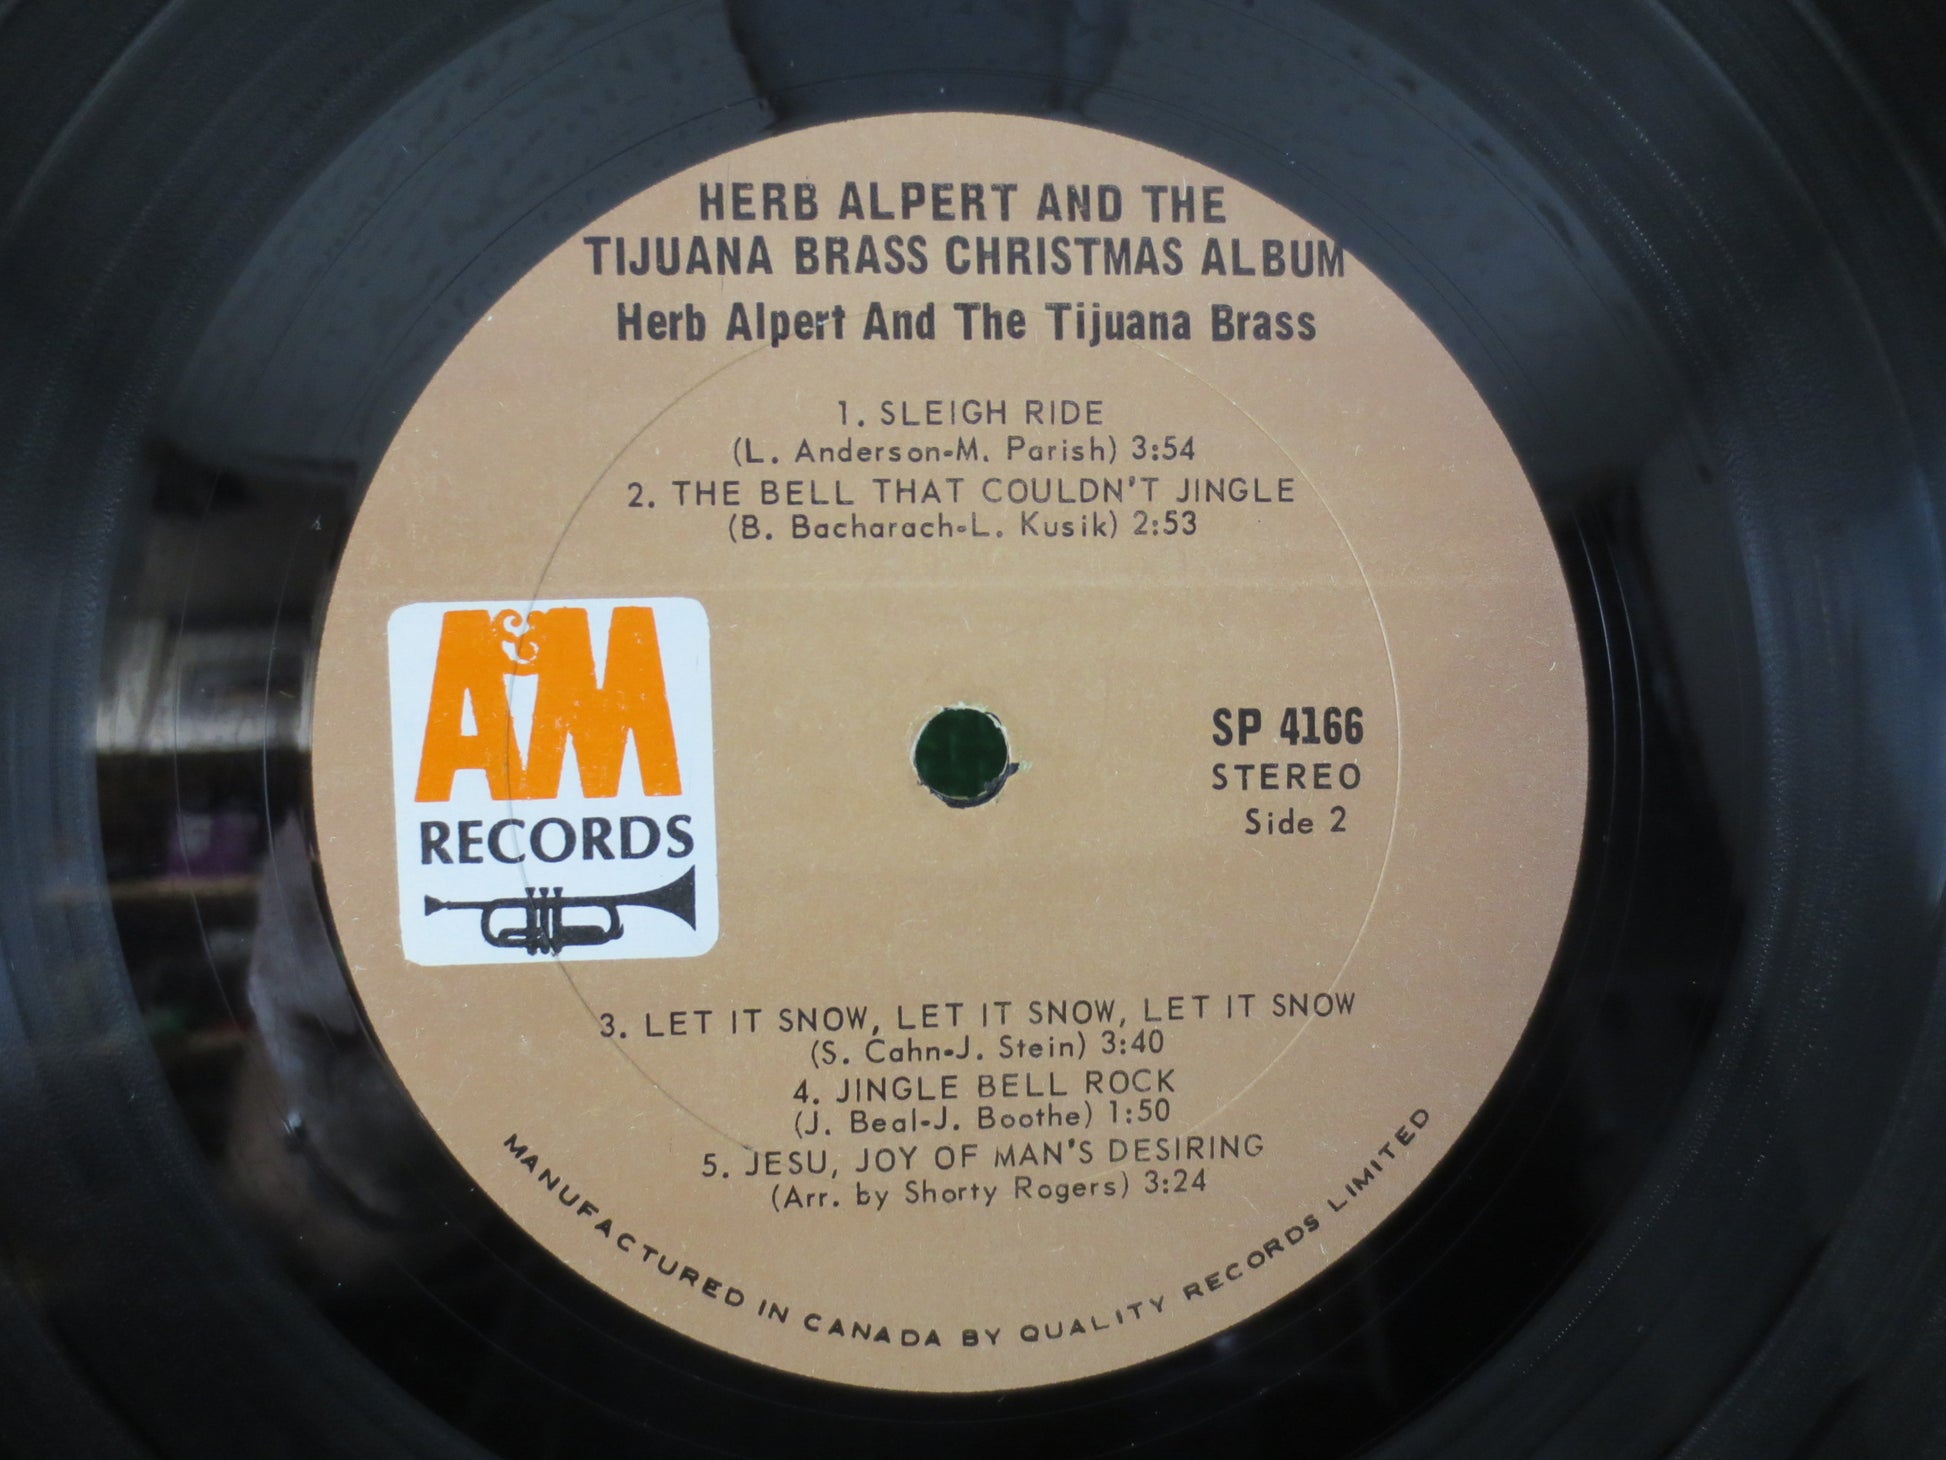 HERB ALPERT AND THE
TIJUANA BRASS CHRISTMAS ALBUM
Herb Alpert And The Tijuana Brass
1. SLEIGH RIDE
(L. Anderson-M. Parish) 3:54
2. THE BELL THAT COULDN'T JINGLE
(B. Bacharach-L. Kusik) 2:53
A&M
RECORDS
SP 4166
STEREO
Side 2
3. LET IT SNOW, LET IT SNOW, LET IT SNOW
(S. Cahn-J. Stein) 3:40
4. JINGLE BELL ROCK
(J. Beal-J. Boothe) 1:50
5. JESU, JOY OF MAN'S DESIRING
(Arr. by Shorty Rogers) 3:24
MANUFACTURED IN CANADA BY QUALITY RECORDS LIMITED